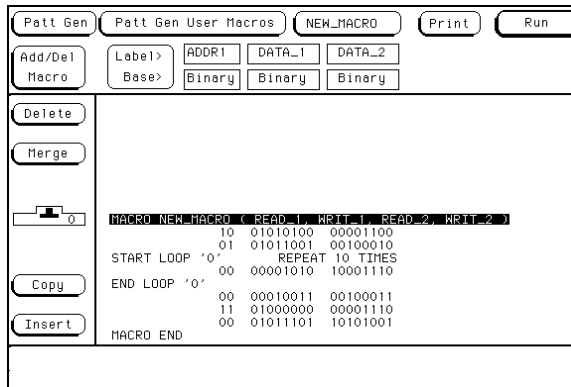 Patt Gen Patt Gen User Macros NEW_MACRO Print Run
Add/Del Macro Label> ADDR1 DATA_1 DATA_2
Base> Binary Binary Binary
Delete
Merge
0
MACRO NEW_MACRO ( READ_1, WRIT_1, READ_2, WRIT_2 )
10 01010100 00001100
01 01011001 00100010
START LOOP '0' REPEAT 10 TIMES
00 00001010 10001110
END LOOP '0'
00 00010011 00100011
11 01000000 00001110
00 01011101 10101001
MACRO END
Copy
Insert